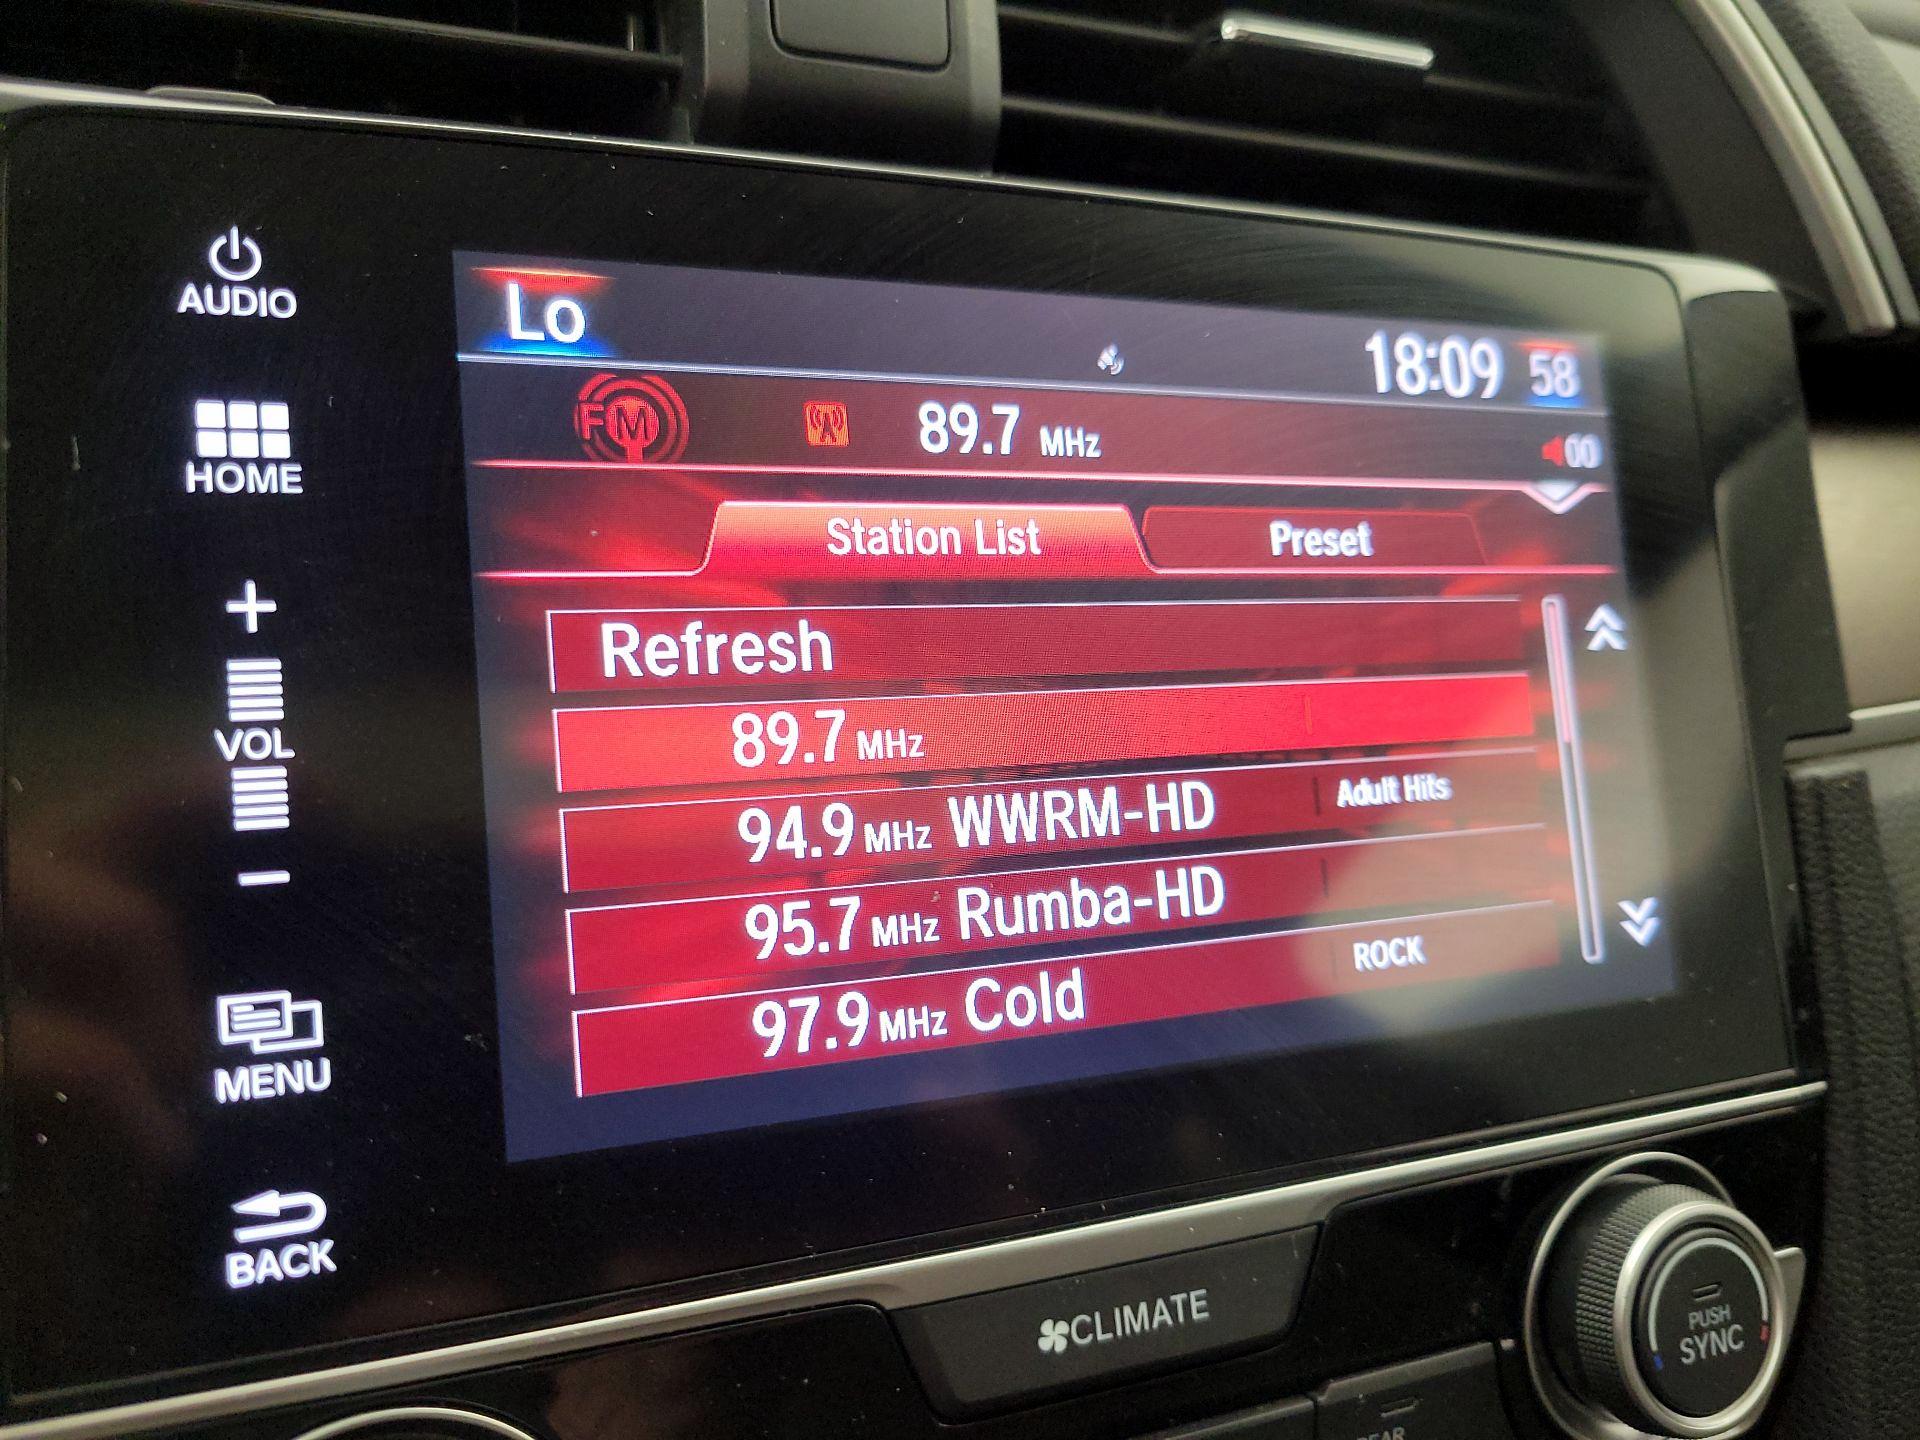 AUDIO
HOME
+
VOL
−
MENU
BACK
Lo
18:09 58
FM 89.7 MHz 00
Station List Preset
Refresh
89.7 MHz
94.9 MHz WWRM-HD Adult Hits
95.7 MHz Rumba-HD
97.9 MHz Cold ROCK
CLIMATE
PUSH
SYNC